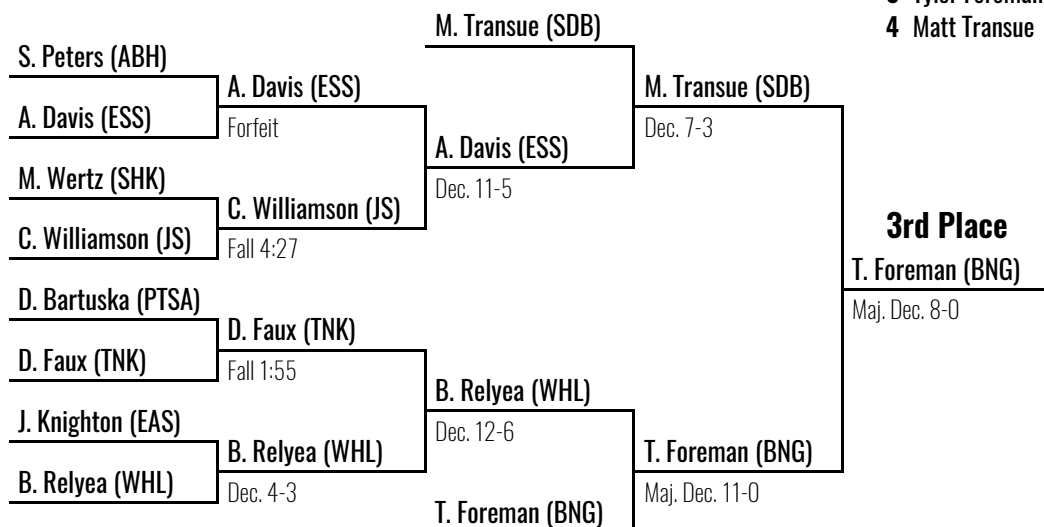 3 Tyler Foreman
4 Matt Transue
M. Transue (SDB)
S. Peters (ABH)
A. Davis (ESS)
M. Transue (SDB)
A. Davis (ESS)
Forfeit
Dec. 7-3
A. Davis (ESS)
M. Wertz (SHK)
Dec. 11-5
C. Williamson (JS)
C. Williamson (JS)
Fall 4:27
3rd Place
T. Foreman (BNG)
D. Bartuska (PTSA)
Maj. Dec. 8-0
D. Faux (TNK)
D. Faux (TNK)
Fall 1:55
B. Relyea (WHL)
J. Knighton (EAS)
Dec. 12-6
B. Relyea (WHL)
T. Foreman (BNG)
B. Relyea (WHL)
Dec. 4-3
Maj. Dec. 11-0
T. Foreman (BNG)